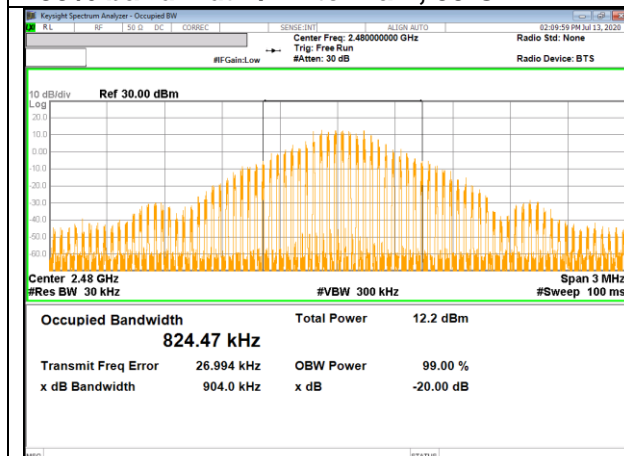 Keysight Spectrum Analyzer - Occupied BW
RL RF 50 Ω DC CORREC SENSE:INT ALIGN AUTO 02:09:59 PM Jul 13, 2020
Center Freq: 2.480000000 GHz Radio Std: None
Trig: Free Run
#IFGain:Low #Atten: 30 dB Radio Device: BTS
10 dB/div Ref 30.00 dBm
Log
20.0
10.0
0.00
-10.0
-20.0
-30.0
-40.0
-50.0
-60.0
Center 2.48 GHz Span 3 MHz
#Res BW 30 kHz #VBW 300 kHz #Sweep 100 ms
Occupied Bandwidth Total Power 12.2 dBm
824.47 kHz
Transmit Freq Error 26.994 kHz OBW Power 99.00 %
x dB Bandwidth 904.0 kHz x dB -20.00 dB
MSG STATUS